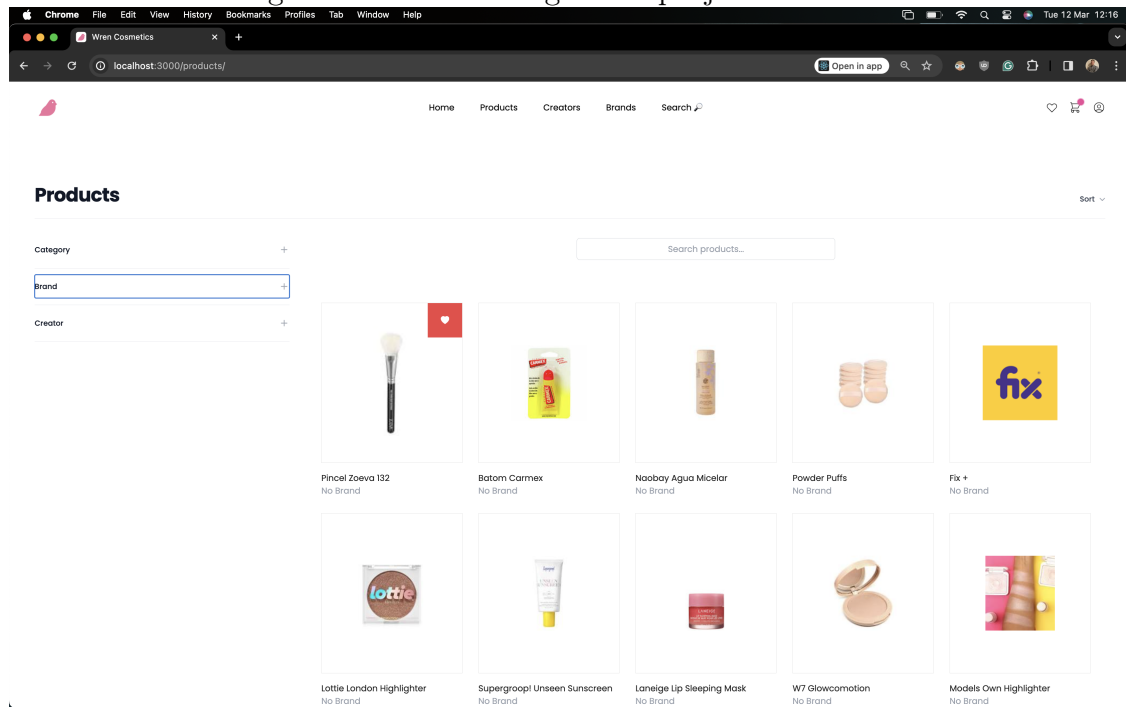 Chrome File Edit View History Bookmarks Profiles Tab Window Help Tue 12 Mar 12:16
Wren Cosmetics
localhost:3000/products/ Open in app
Home Products Creators Brands Search
Products
Sort
Category
Search products...
Brand
Creator
CARMEX
fix
Pincel Zoeva 132 Batom Carmex Naobay Agua Micelar Powder Puffs Fix +
No Brand No Brand No Brand No Brand No Brand
lottie
LANEIGE
Lottie London Highlighter Supergroop! Unseen Sunscreen Laneige Lip Sleeping Mask W7 Glowcomotion Models Own Highlighter
No Brand No Brand No Brand No Brand No Brand